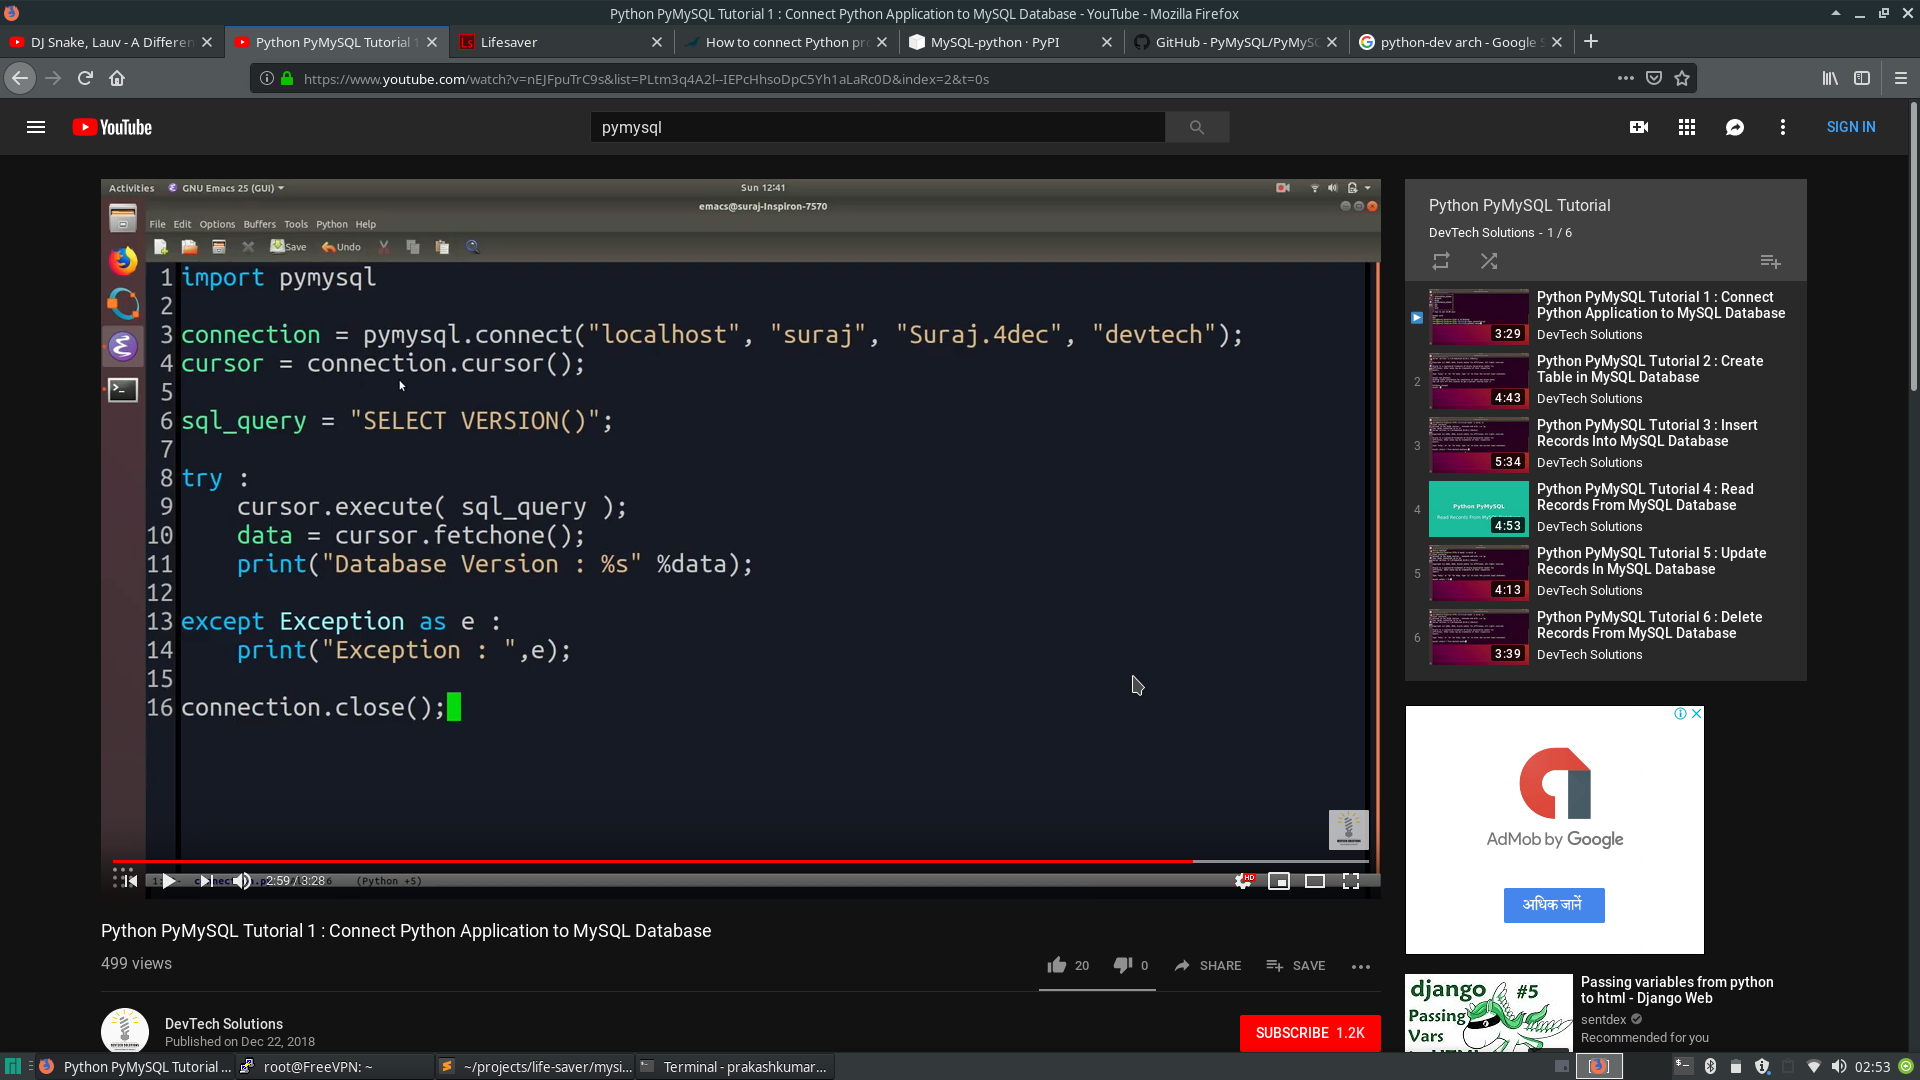 Python PyMySQL Tutorial 1 : Connect Python Application to MySQL Database - YouTube - Mozilla Firefox
DJ Snake, Lauv - A Differen
Python PyMySQL Tutorial 1
Lifesaver
How to connect Python pr
MySQL-python · PyPI
GitHub - PyMySQL/PyMyS
python-dev arch - Google S
https://www.youtube.com/watch?v=nEJFpuTrC9s&list=PLtm3q4A2l--IEPcHhsoDpC5Yh1aLaRc0D&index=2&t=0s
YouTube
pymysql
SIGN IN
Activities
GNU Emacs 25 (GUI)
Sun 12:41
emacs@suraj-Inspiron-7570
File Edit Options Buffers Tools Python Help
Save
Undo
1 import pymysql
2
3 connection = pymysql.connect("localhost", "suraj", "Suraj.4dec", "devtech");
4 cursor = connection.cursor();
5
6 sql_query = "SELECT VERSION()";
7
8 try :
9 cursor.execute( sql_query );
10 data = cursor.fetchone();
11 print("Database Version : %s" %data);
12
13 except Exception as e :
14 print("Exception : ",e);
15
16 connection.close();
2:59 / 3:28
(Python +5)
HD
Python PyMySQL Tutorial 1 : Connect Python Application to MySQL Database
499 views
20
0
SHARE
SAVE
DevTech Solutions
Published on Dec 22, 2018
SUBSCRIBE 1.2K
Python PyMySQL Tutorial
DevTech Solutions - 1 / 6
Python PyMySQL Tutorial 1 : Connect
Python Application to MySQL Database
DevTech Solutions
3:29
2
Python PyMySQL Tutorial 2 : Create
Table in MySQL Database
DevTech Solutions
4:43
3
Python PyMySQL Tutorial 3 : Insert
Records Into MySQL Database
DevTech Solutions
5:34
4
Python PyMySQL
Python PyMySQL Tutorial 4 : Read
Records From MySQL Database
DevTech Solutions
4:53
5
Python PyMySQL Tutorial 5 : Update
Records In MySQL Database
DevTech Solutions
4:13
6
Python PyMySQL Tutorial 6 : Delete
Records From MySQL Database
DevTech Solutions
3:39
AdMob by Google
अधिक जानें
django #5
Passing
Vars
Passing variables from python
to html - Django Web
sentdex
Recommended for you
Python PyMySQL Tutorial ...
root@FreeVPN: ~
~/projects/life-saver/mysi...
Terminal - prakashkumar...
02:53